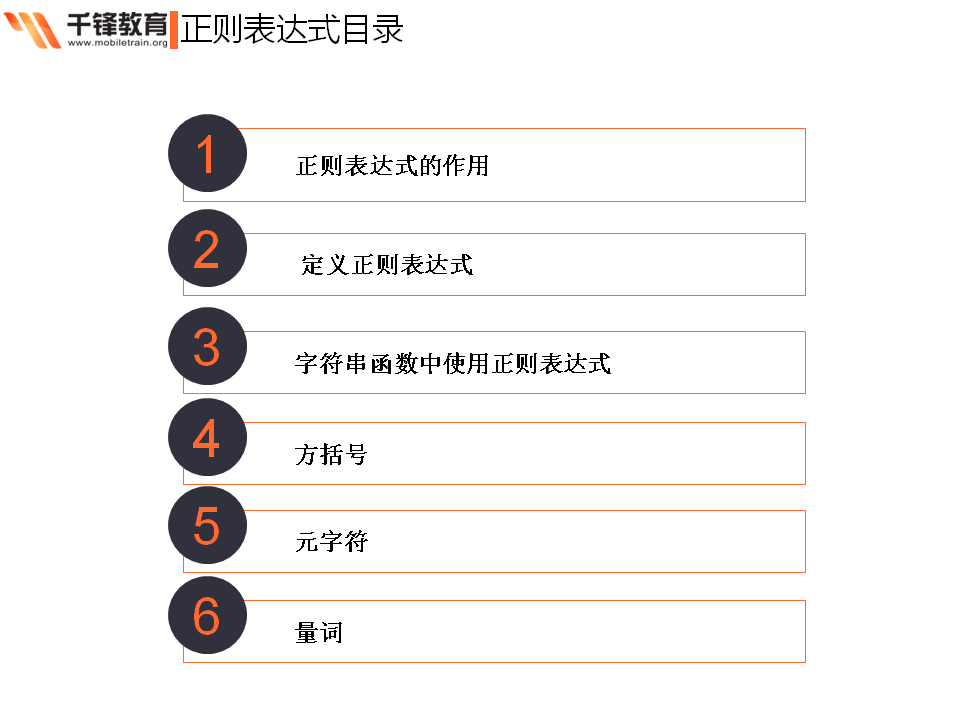 千锋教育
www.mobiletrain.org
正则表达式目录
1
正则表达式的作用
2
定义正则表达式
3
字符串函数中使用正则表达式
4
方括号
5
元字符
6
量词